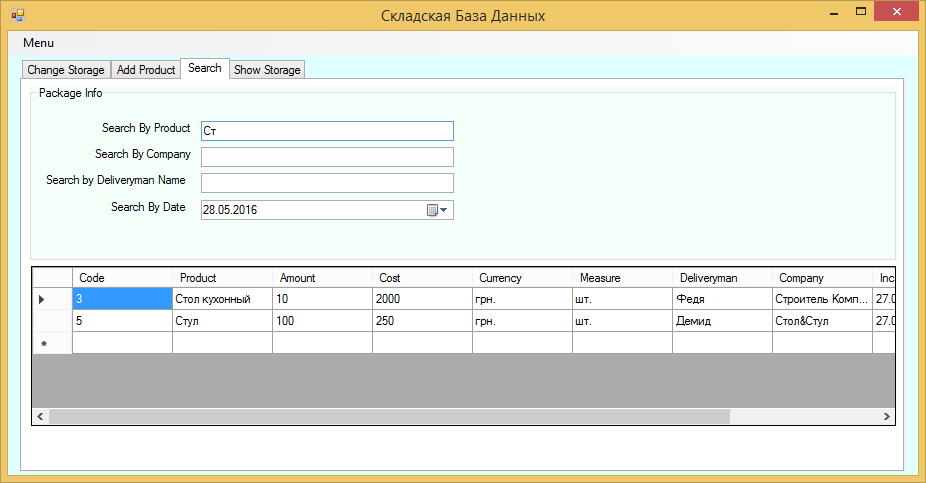 Складская База Данных
Menu
Change Storage Add Product Search Show Storage
Package Info
Search By Product Ст
Search By Company
Search by Deliveryman Name
Search By Date 28.05.2016
Code Product Amount Cost Currency Measure Deliveryman Company Inc
3 Стол кухонный 10 2000 грн. шт. Федя Строитель Комп... 27.0
5 Стул 100 250 грн. шт. Демид Стол&Стул 27.0